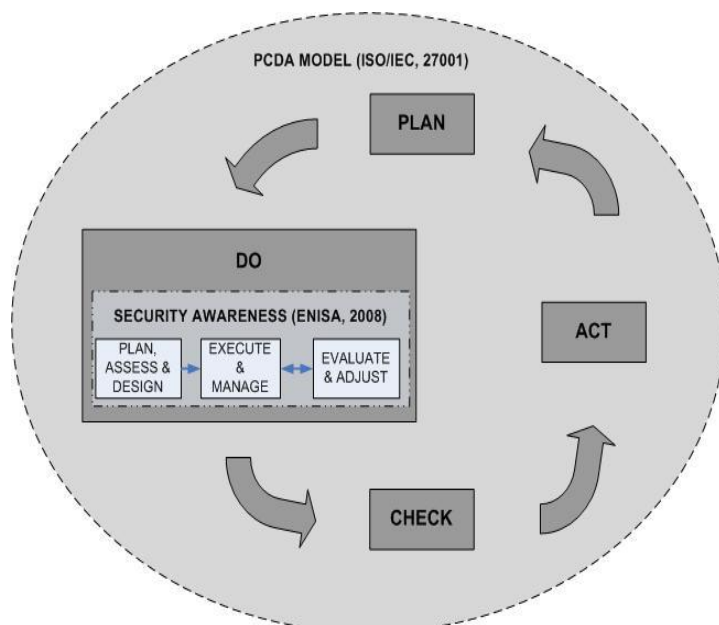 PCDA MODEL (ISO/IEC, 27001)
PLAN
DO
SECURITY AWARENESS (ENISA, 2008)
PLAN,
ASSESS &
DESIGN
EXECUTE
&
MANAGE
EVALUATE
& ADJUST
ACT
CHECK